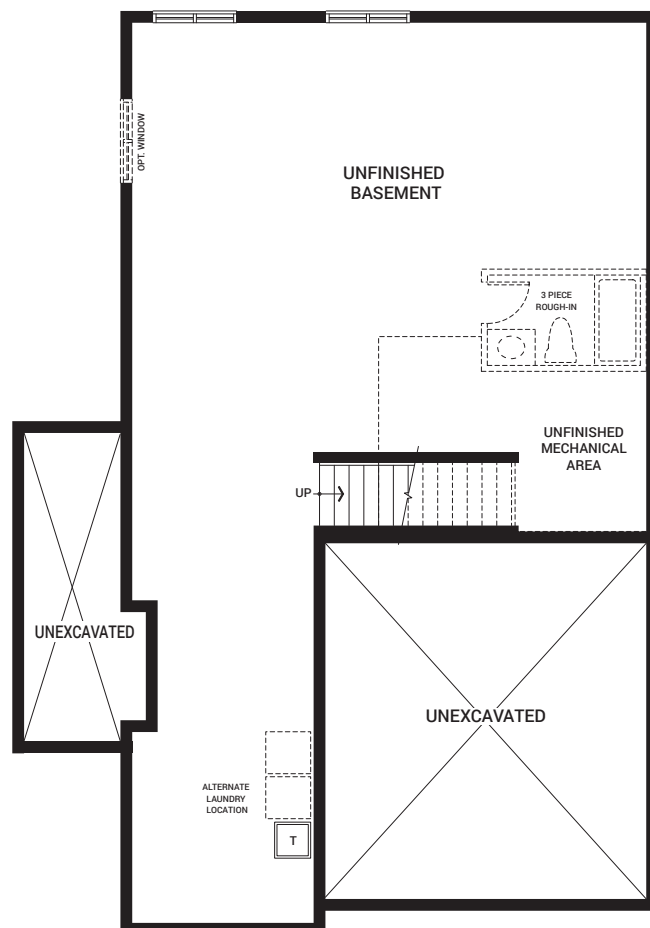 OPT. WINDOW
UNFINISHED
BASEMENT
3 PIECE
ROUGH-IN
UNFINISHED
MECHANICAL
AREA
UP
UNEXCAVATED
UNEXCAVATED
ALTERNATE
LAUNDRY
LOCATION
T